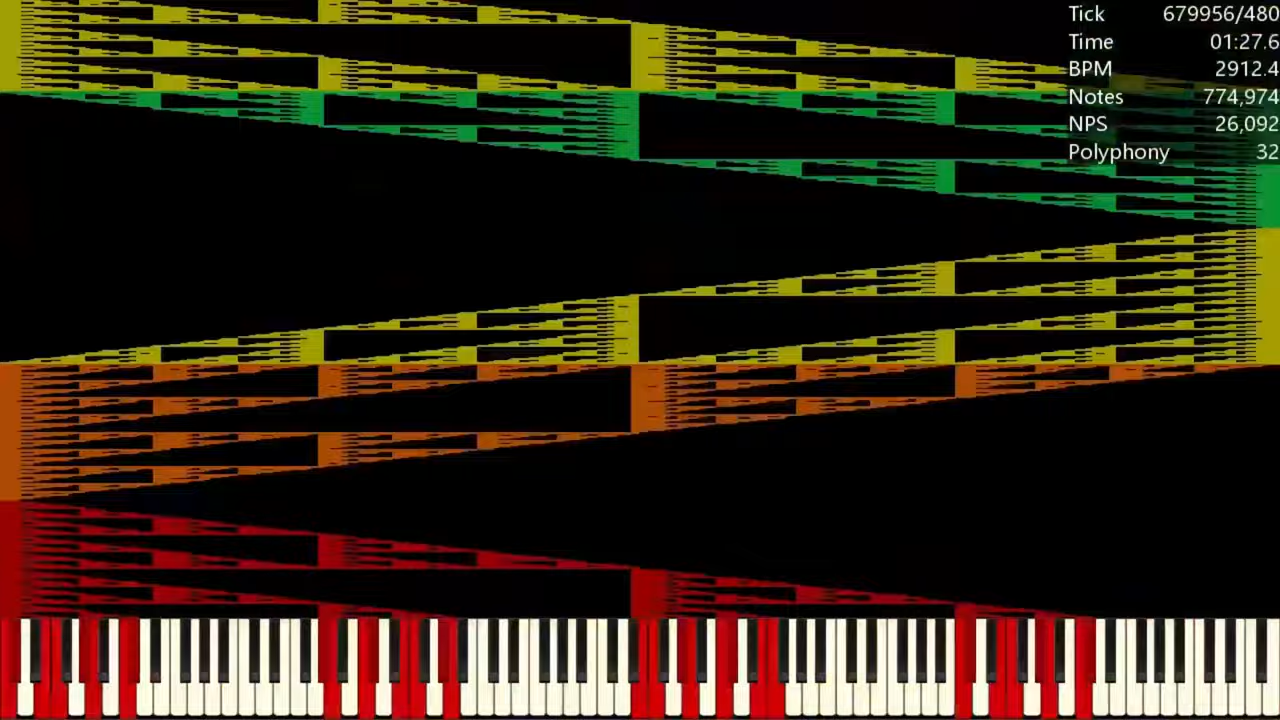 Tick 679956/480
Time 01:27.6
BPM 2912.4
Notes 774,974
NPS 26,092
Polyphony 32